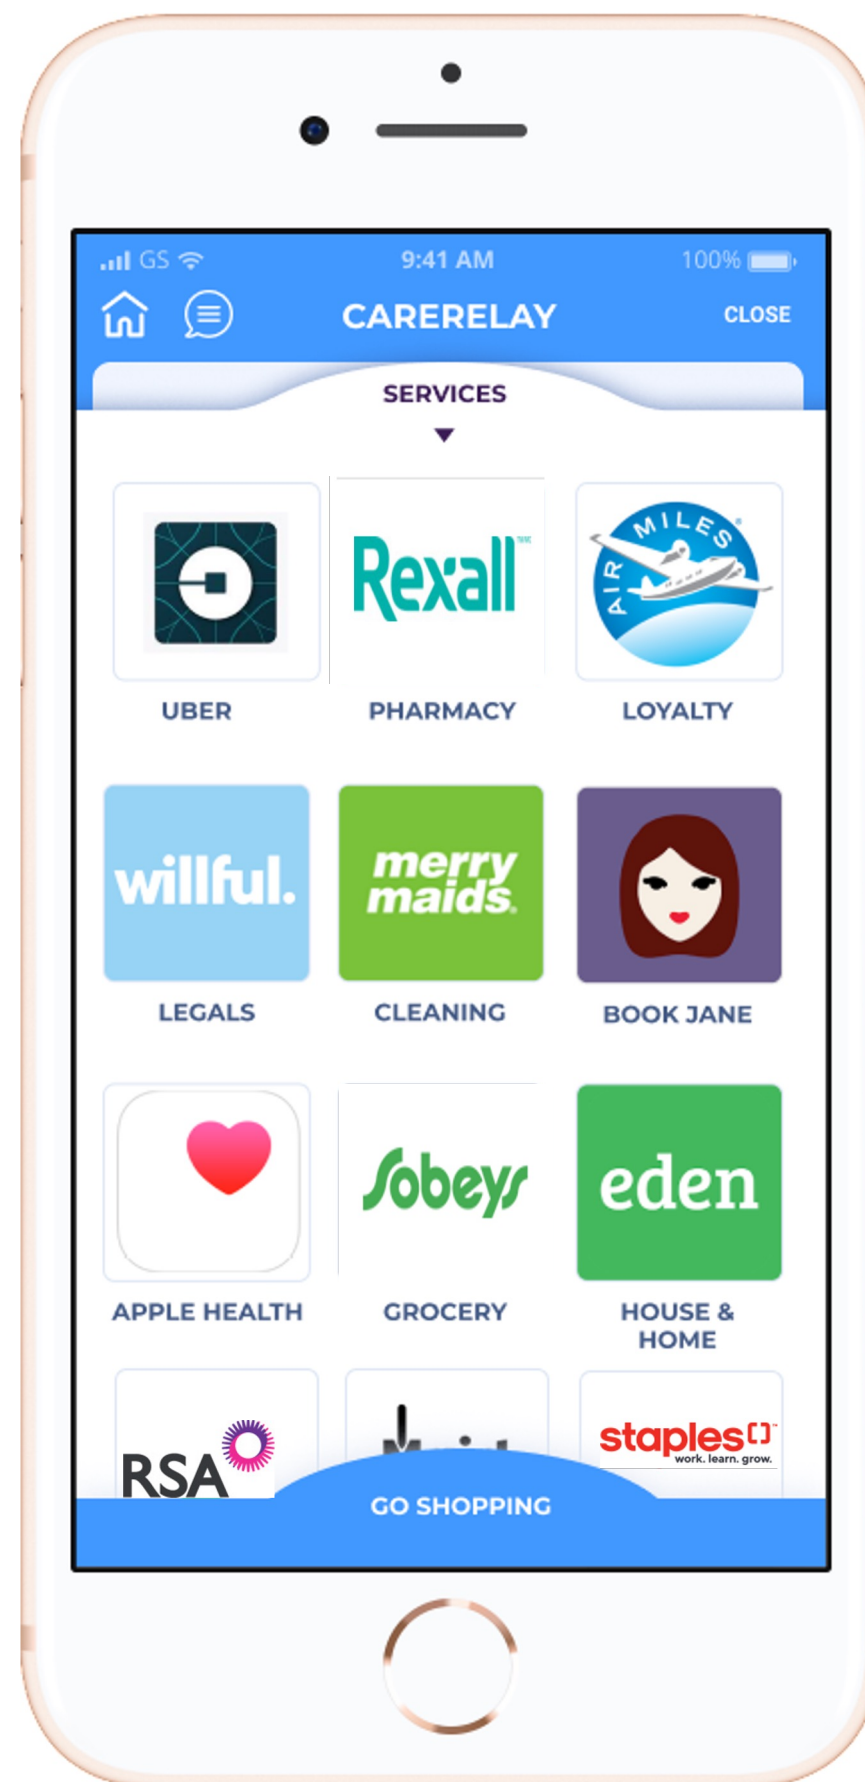 GS 9:41 AM 100%
CARERELAY CLOSE
SERVICES
Rexall
AIR MILES
UBER PHARMACY LOYALTY
willful. merry
maids.
LEGALS CLEANING BOOK JANE
Sobeys eden
APPLE HEALTH GROCERY HOUSE &
HOME
RSA staples
work. learn. grow.
GO SHOPPING